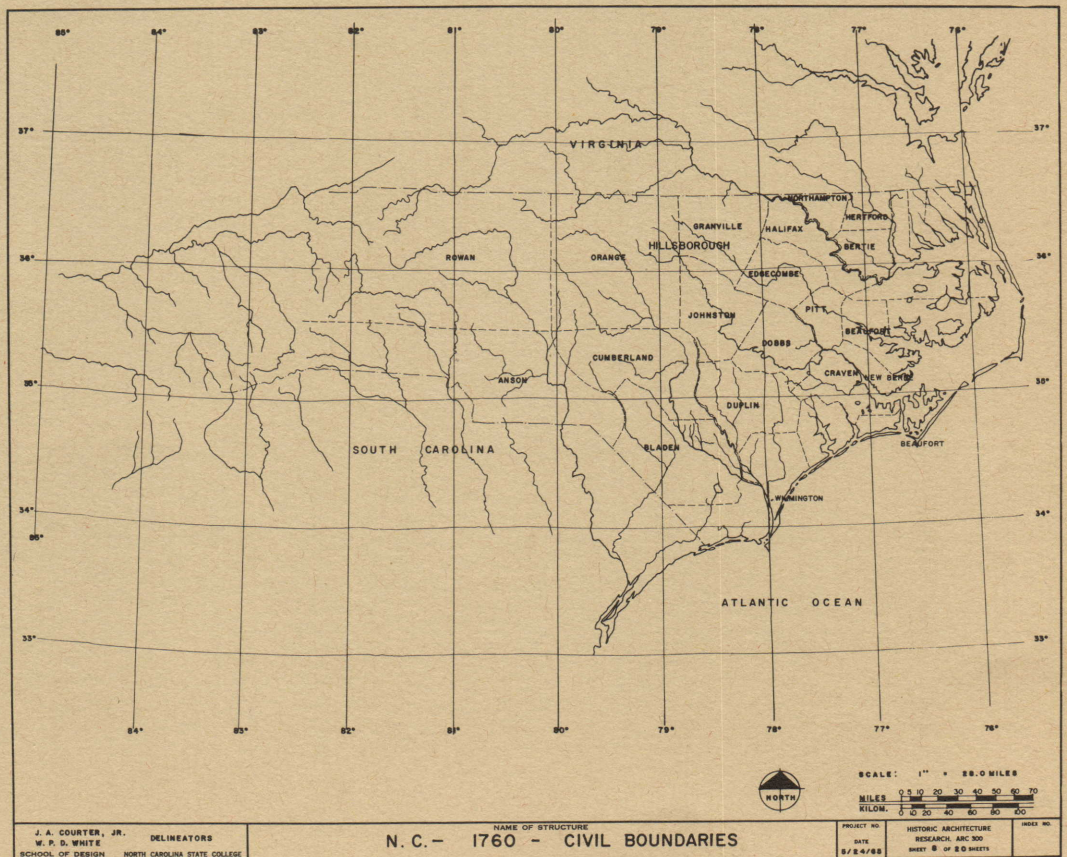 85° 84° 83° 82° 81° 80° 79° 78° 77° 76°
37° 37°
VIRGINIA
NORTHAMPTON
HERTFORD
GRANVILLE
HALIFAX
HILLSBOROUGH
BERTIE
ROWAN
ORANGE
36° 36°
EDGECOMBE
PITT
JOHNSTON
BEAUFORT
DOBBS
CUMBERLAND
CRAVEN
NEW BERN
ANSON
35° 35°
DUPLIN
BEAUFORT
SOUTH CAROLINA
BLADEN
WILMINGTON
34° 34°
85°
ATLANTIC OCEAN
33° 33°
84° 83° 82° 81° 80° 79° 78° 77° 76°
SCALE: 1" = 28.0 MILES
NORTH
MILES 0 5 10 20 30 40 50 60 70
KILOM. 0 10 20 40 60 80 100
J. A. COURTER, JR.
W. P. D. WHITE
DELINEATORS
SCHOOL OF DESIGN NORTH CAROLINA STATE COLLEGE
NAME OF STRUCTURE
N. C. - 1760 - CIVIL BOUNDARIES
PROJECT NO.
DATE
HISTORIC ARCHITECTURE
RESEARCH. ARC 300
SHEET 8 OF 20 SHEETS
INDEX NO.